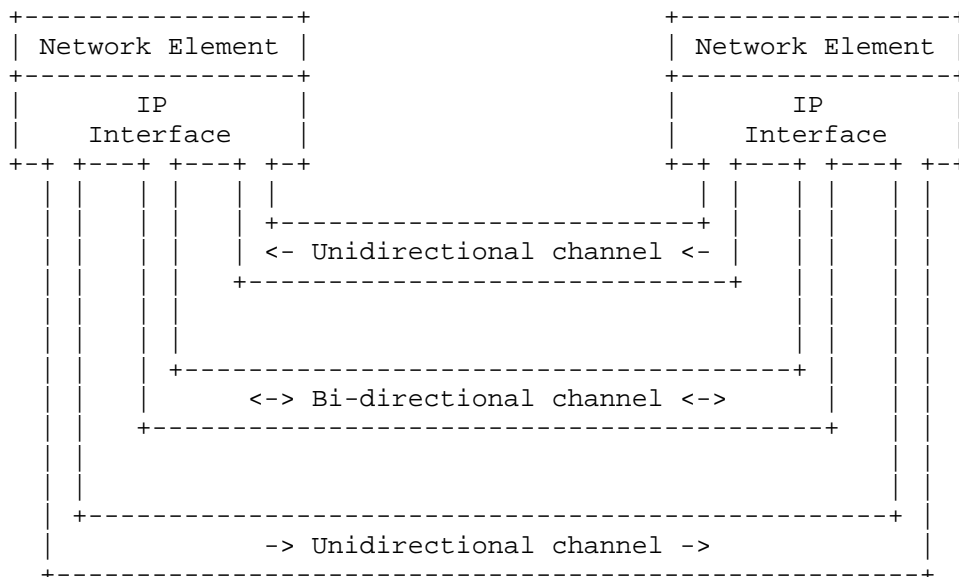 Network Element Network Element
IP IP
Interface Interface
<- Unidirectional channel <-
<-> Bi-directional channel <->
-> Unidirectional channel ->